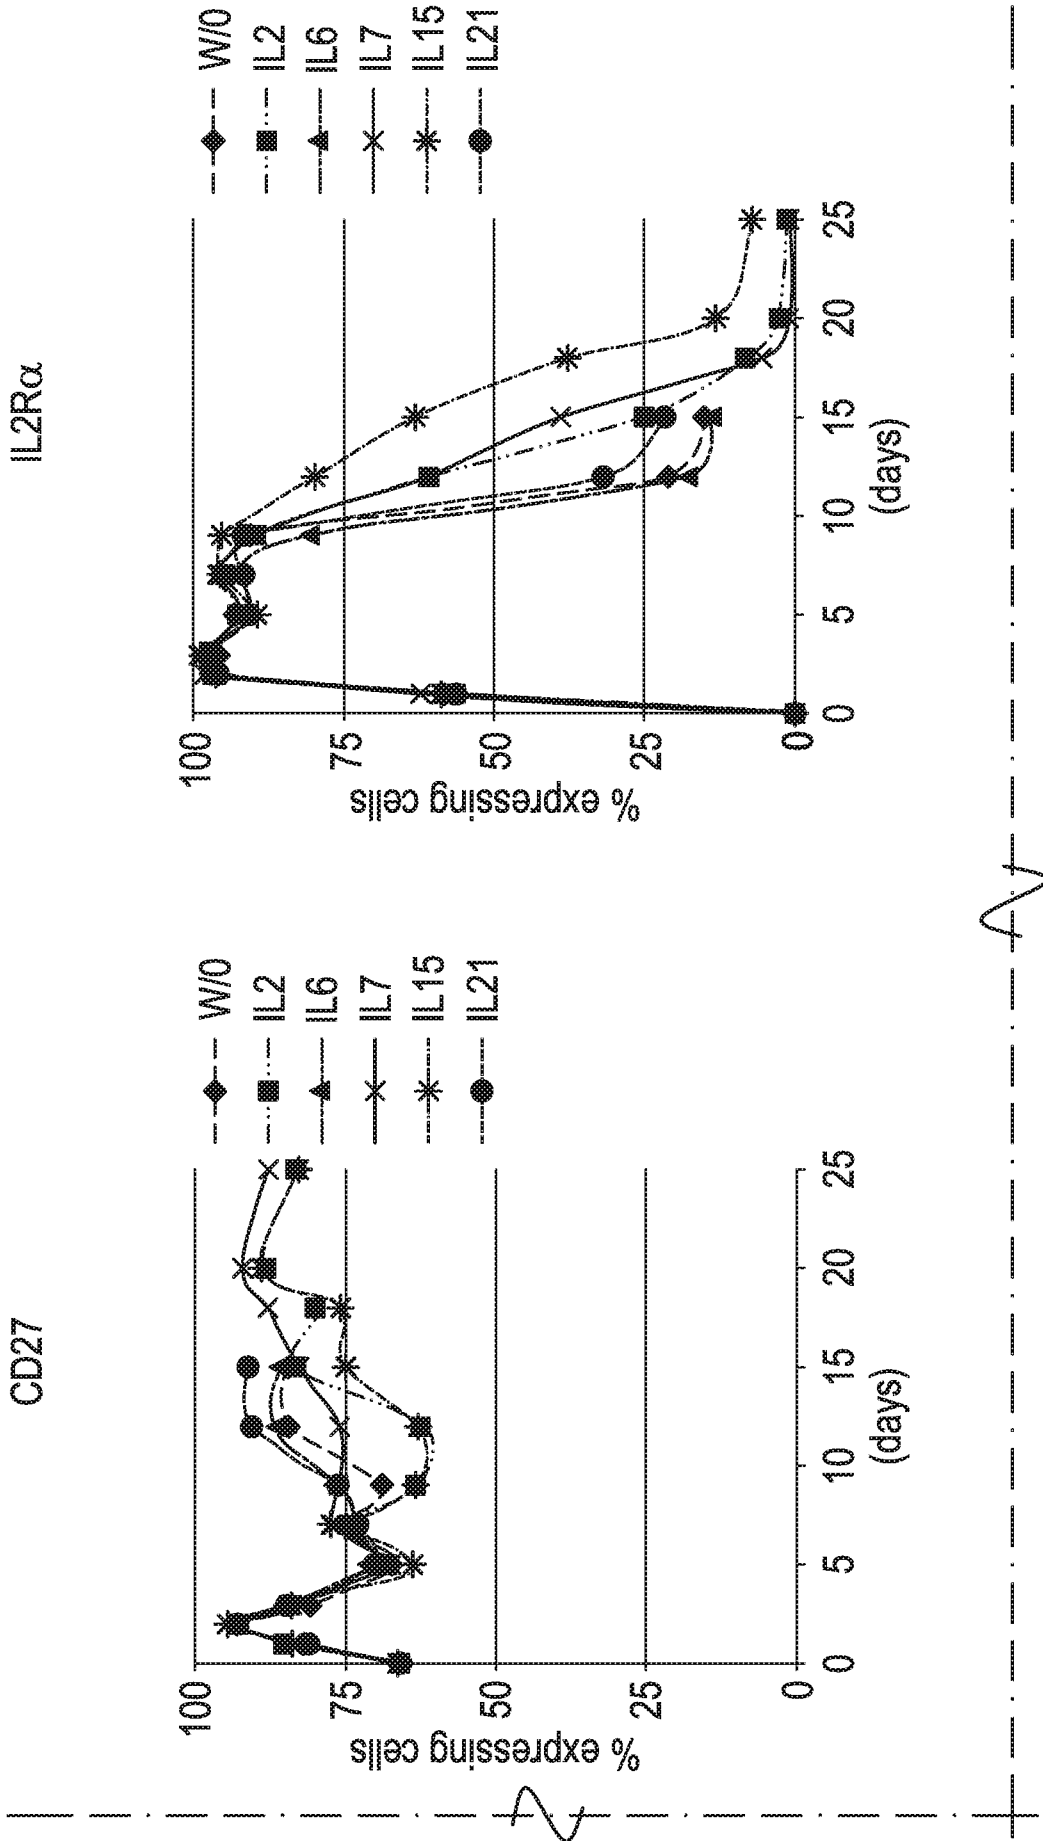 CD27
% expressing cells
100
75
50
25
0
0
5
10
15
20
25
(days)
W/0
IL2
IL6
IL7
IL15
IL21
IL2Rα
% expressing cells
100
75
50
25
0
0
5
10
15
20
25
(days)
W/0
IL2
IL6
IL7
IL15
IL21